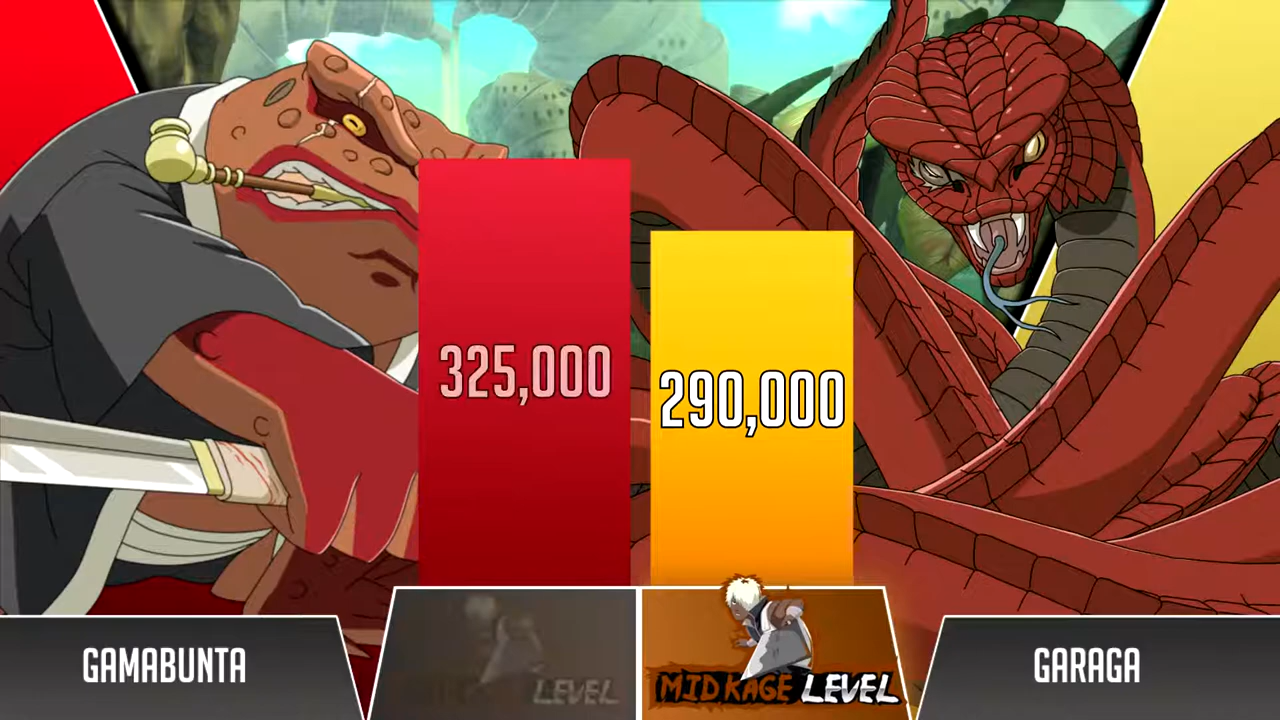 325,000
290,000
LEVEL
MID KAGE LEVEL
GAMABUNTA
GARAGA